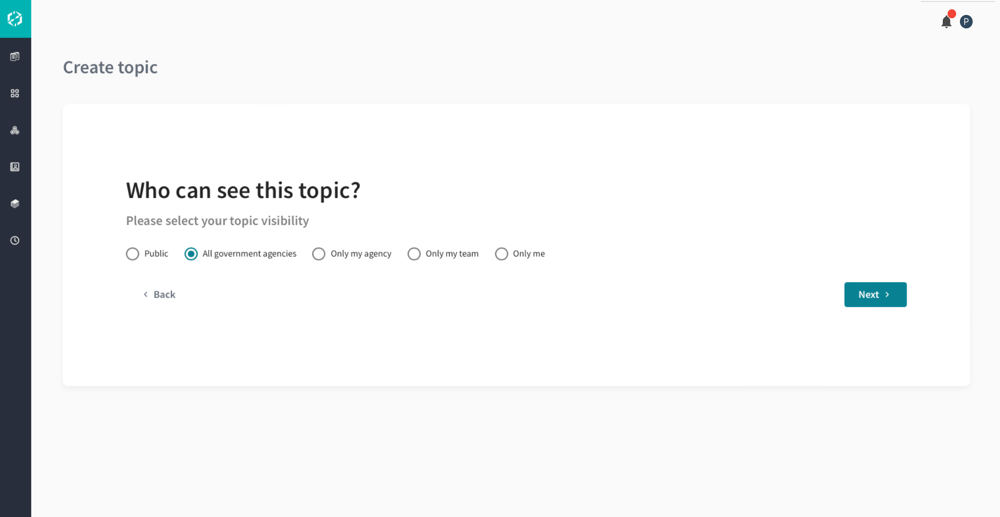 P
Create topic
Who can see this topic?
Please select your topic visibility
Public All government agencies Only my agency Only my team Only me
Back Next